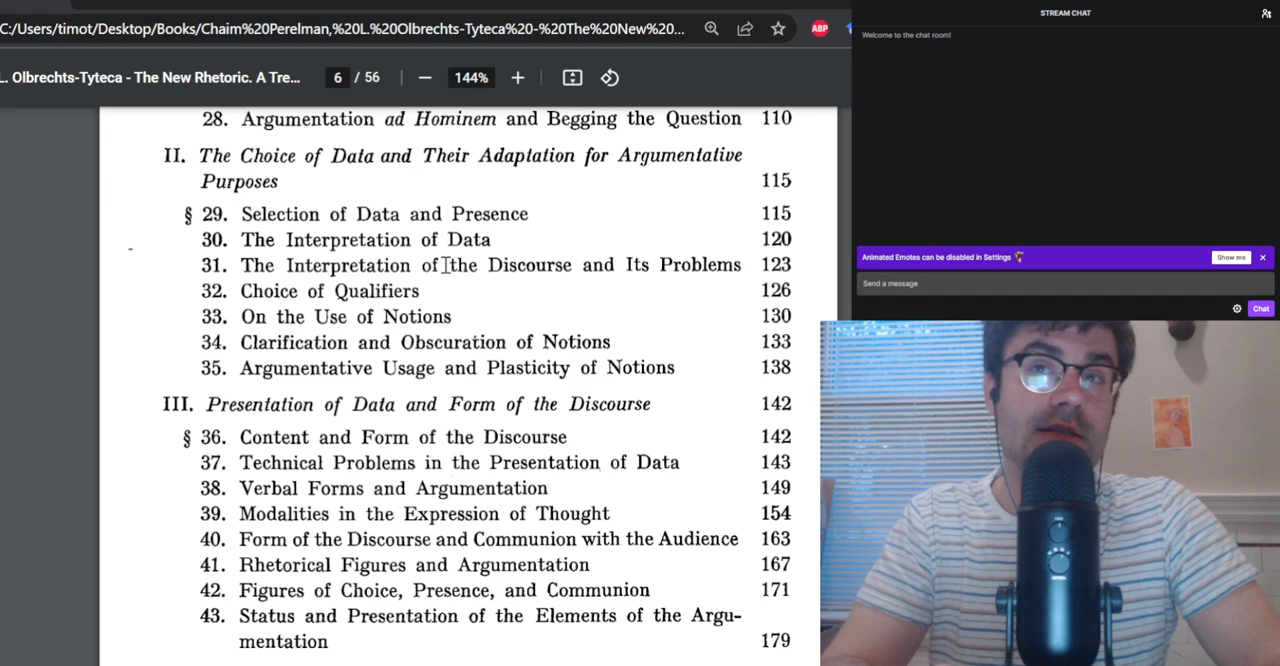 C:/Users/timot/Desktop/Books/Chaim%20Perelman,%20L.%20Olbrechts-Tyteca%20-%20The%20New%20...
ABP
L. Olbrechts-Tyteca - The New Rhetoric. A Tre...
6 / 56
144%
28. Argumentation ad Hominem and Begging the Question 110
II. The Choice of Data and Their Adaptation for Argumentative
Purposes 115
§ 29. Selection of Data and Presence 115
30. The Interpretation of Data 120
31. The Interpretation of the Discourse and Its Problems 123
32. Choice of Qualifiers 126
33. On the Use of Notions 130
34. Clarification and Obscuration of Notions 133
35. Argumentative Usage and Plasticity of Notions 138
III. Presentation of Data and Form of the Discourse 142
§ 36. Content and Form of the Discourse 142
37. Technical Problems in the Presentation of Data 143
38. Verbal Forms and Argumentation 149
39. Modalities in the Expression of Thought 154
40. Form of the Discourse and Communion with the Audience 163
41. Rhetorical Figures and Argumentation 167
42. Figures of Choice, Presence, and Communion 171
43. Status and Presentation of the Elements of the Argu-
mentation 179
STREAM CHAT
Welcome to the chat room!
Animated Emotes can be disabled in Settings
Show me
Send a message
Chat